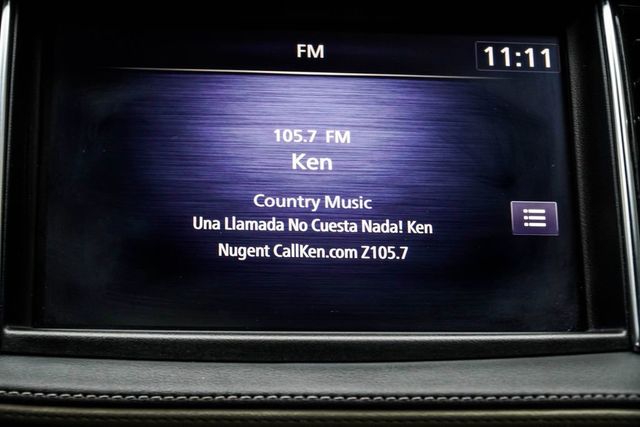 FM
11:11
105.7 FM
Ken
Country Music
Una Llamada No Cuesta Nada! Ken
Nugent CallKen.com Z105.7